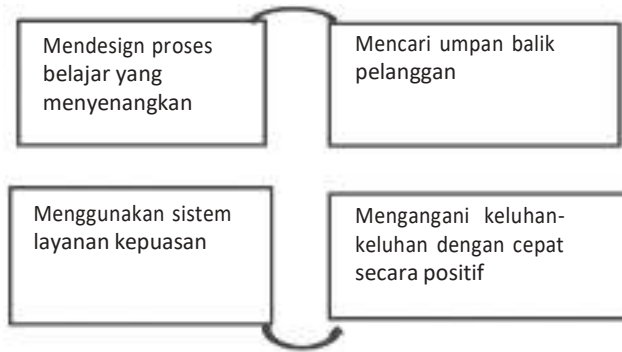 Mendesign proses
belajar yang
menyenangkan
Mencari umpan balik
pelanggan
Menggunakan sistem
layanan kepuasan
Mengangani keluhan-
keluhan dengan cepat
secara positif